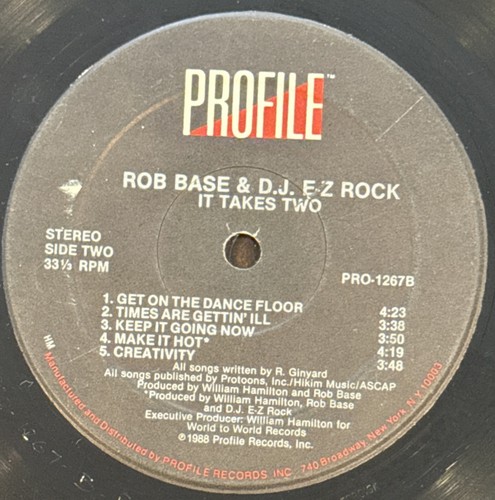 PROFILE™
ROB BASE & D.J. E-Z ROCK
IT TAKES TWO
STEREO
SIDE TWO
33⅓ RPM
PRO-1267B
1. GET ON THE DANCE FLOOR 4:23
2. TIMES ARE GETTIN' ILL 3:38
3. KEEP IT GOING NOW 3:50
4. MAKE IT HOT* 4:19
5. CREATIVITY 3:48
All songs written by R. Ginyard
All songs published by Protoons, Inc./Hikim Music/ASCAP
Produced by William Hamilton and Rob Base
*Produced by William Hamilton, Rob Base
and D.J. E-Z Rock
Executive Producer: William Hamilton for
World to World Records
℗1988 Profile Records, Inc.
HM Manufactured and Distributed by PROFILE RECORDS INC 740 Broadway New York, N.Y. 10003